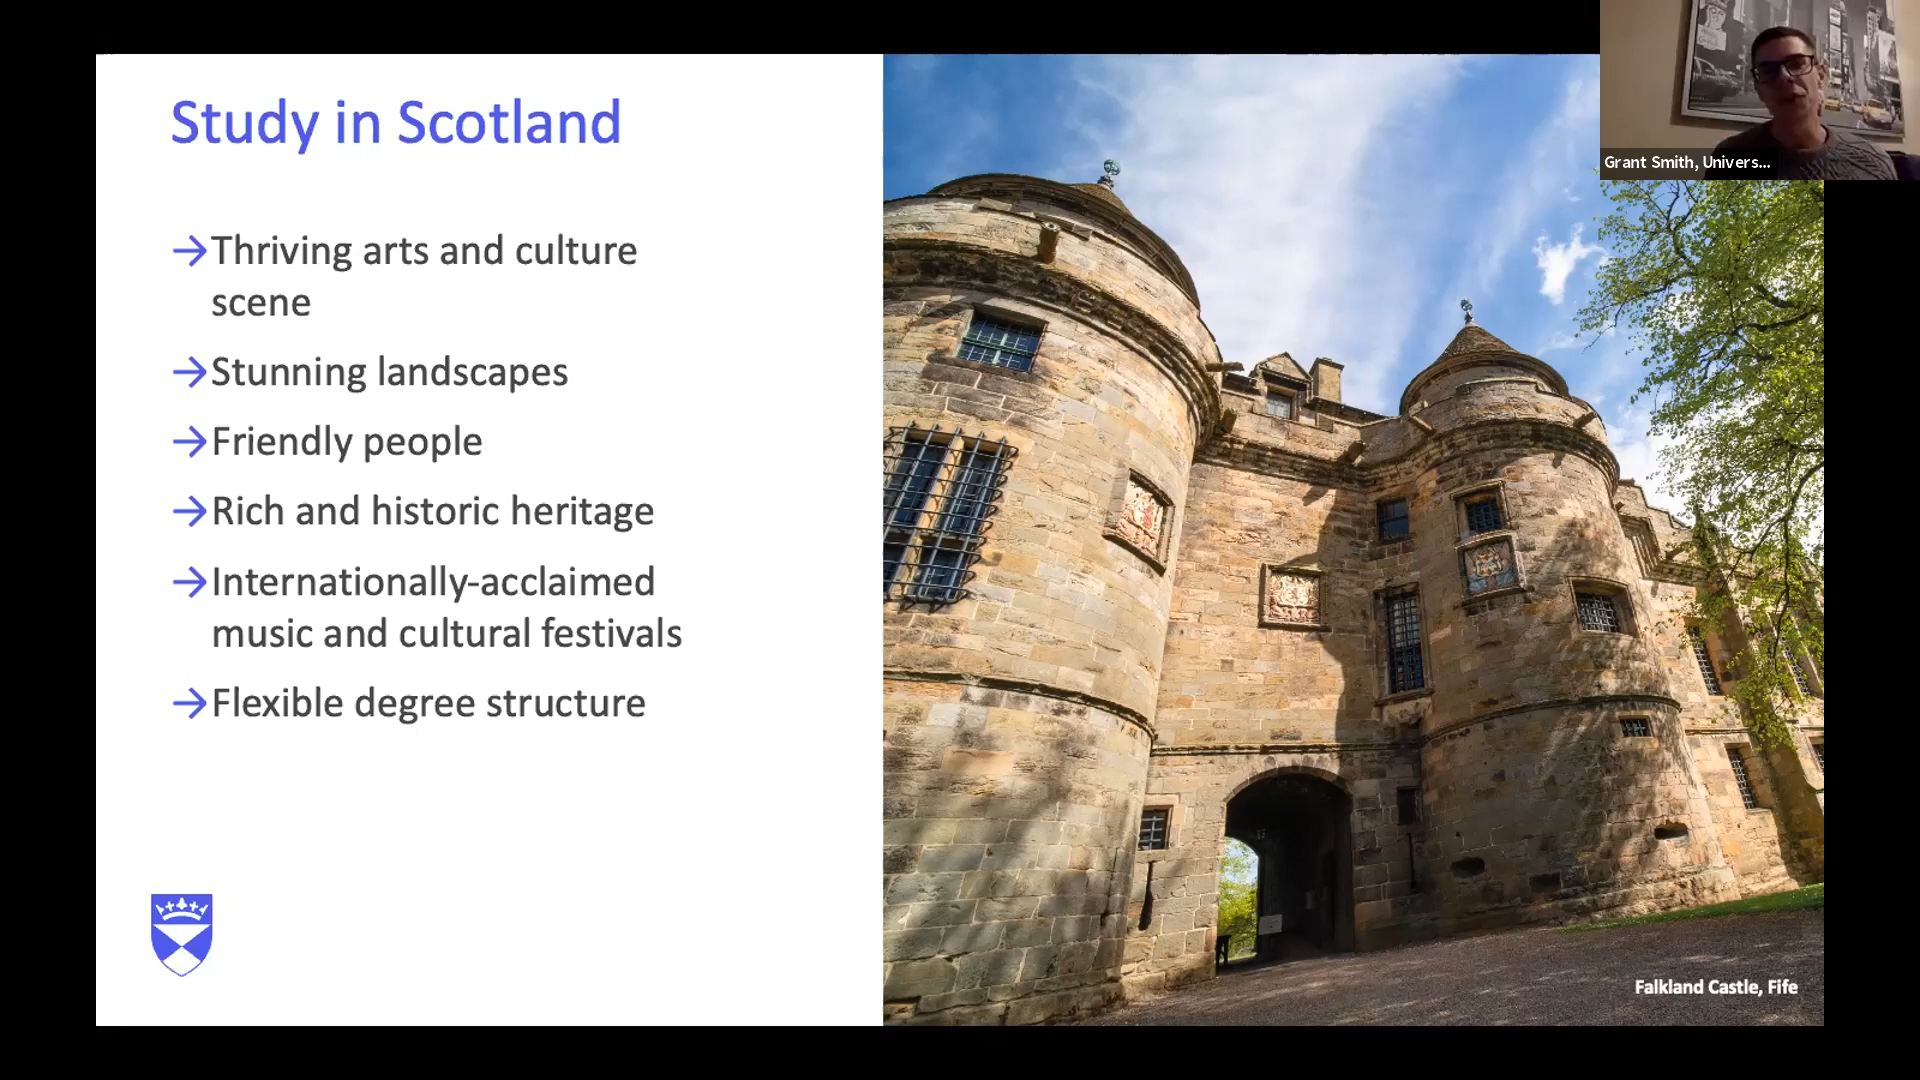 Study in Scotland
→Thriving arts and culture
scene
→Stunning landscapes
→Friendly people
→Rich and historic heritage
→Internationally-acclaimed
music and cultural festivals
→Flexible degree structure
Grant Smith, Univers...
Falkland Castle, Fife